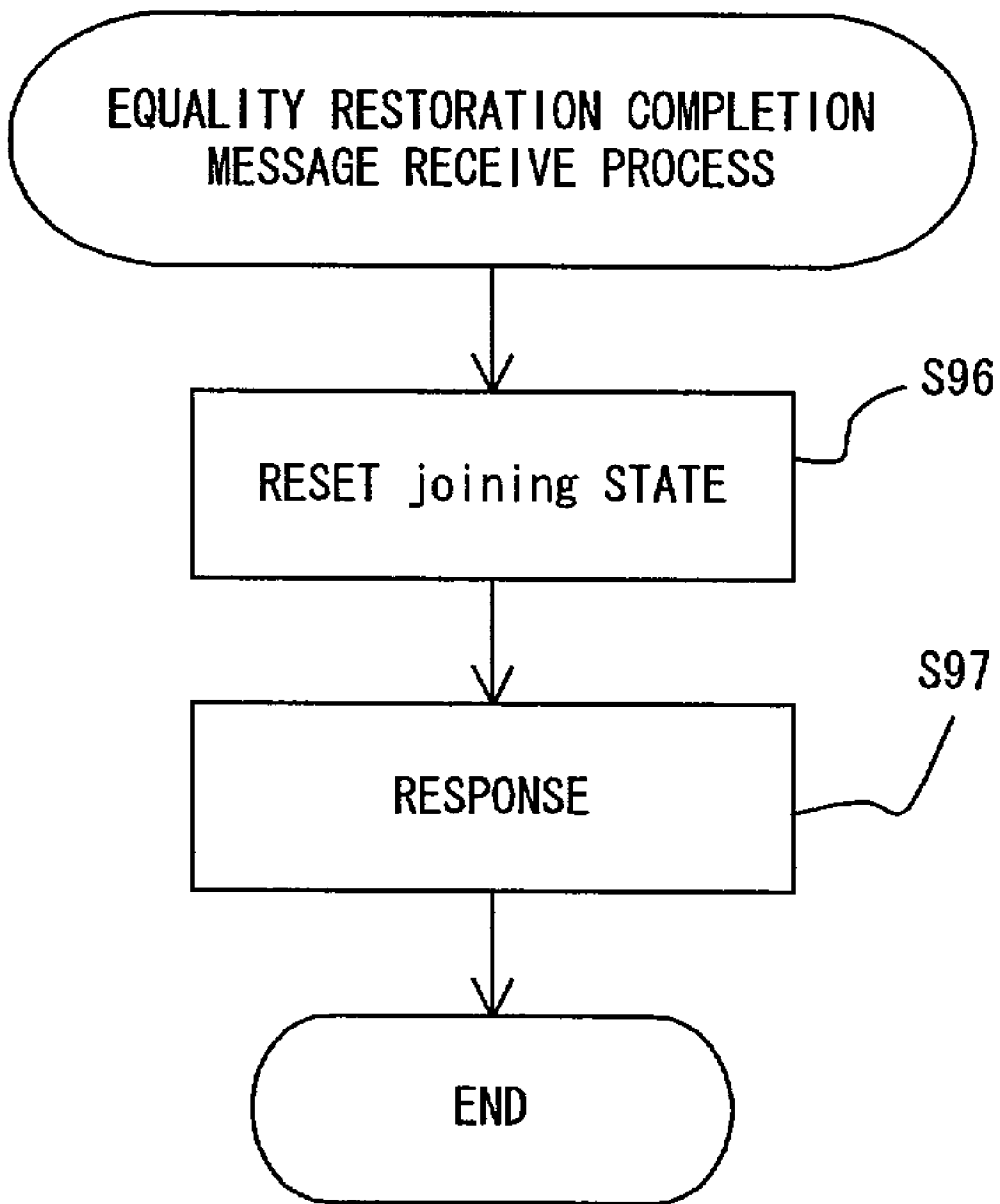 EQUALITY RESTORATION COMPLETION
MESSAGE RECEIVE PROCESS
S96
RESET joining STATE
S97
RESPONSE
END